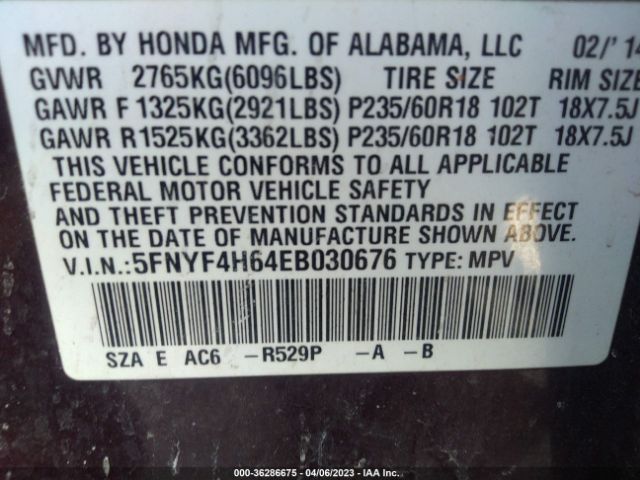 MFD. BY HONDA MFG. OF ALABAMA, LLC 02/'14
GVWR 2765KG(6096LBS) TIRE SIZE RIM SIZE
GAWR F 1325KG(2921LBS) P235/60R18 102T 18X7.5J
GAWR R1525KG(3362LBS) P235/60R18 102T 18X7.5J
THIS VEHICLE CONFORMS TO ALL APPLICABLE
FEDERAL MOTOR VEHICLE SAFETY
AND THEFT PREVENTION STANDARDS IN EFFECT
ON THE DATE OF MANUFACTURE SHOWN ABOVE.
V.I.N.:5FNYF4H64EB030676 TYPE: MPV
SZA E AC6 -R529P -A -B
000-36286675 - 04/06/2023 - IAA Inc.